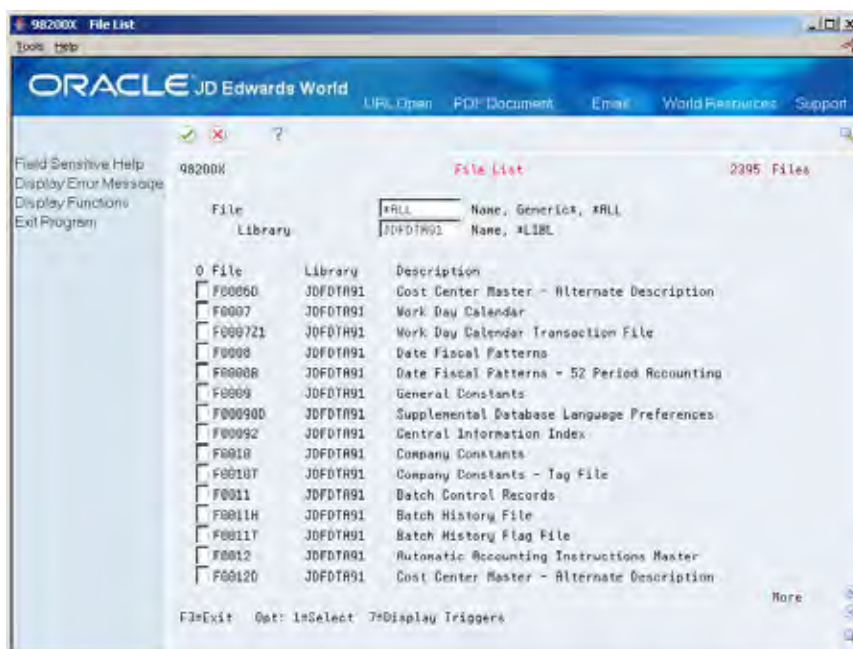 98200X File List
Tools Help
ORACLE JD Edwards World
URL Open PDF Document Email World Resources Support
Field Sensitive Help
Display Error Message
Display Functions
Exit Program
98200X File List 2395 Files
File *ALL Name, Generic*, *ALL
Library JDFDTA91 Name, *LIBL
O File Library Description
F0006D JDFDTA91 Cost Center Master - Alternate Description
F0007 JDFDTA91 Work Day Calendar
F0007Z1 JDFDTA91 Work Day Calendar Transaction File
F0008 JDFDTA91 Date Fiscal Patterns
F0008B JDFDTA91 Date Fiscal Patterns - 52 Period Accounting
F0009 JDFDTA91 General Constants
F00090D JDFDTA91 Supplemental Database Language Preferences
F00092 JDFDTA91 Central Information Index
F0010 JDFDTA91 Company Constants
F0010T JDFDTA91 Company Constants - Tag File
F0011 JDFDTA91 Batch Control Records
F0011H JDFDTA91 Batch History File
F0011T JDFDTA91 Batch History Flag File
F0012 JDFDTA91 Automatic Accounting Instructions Master
F0012D JDFDTA91 Cost Center Master - Alternate Description
More
F3=Exit Opt: 1=Select 7=Display Triggers